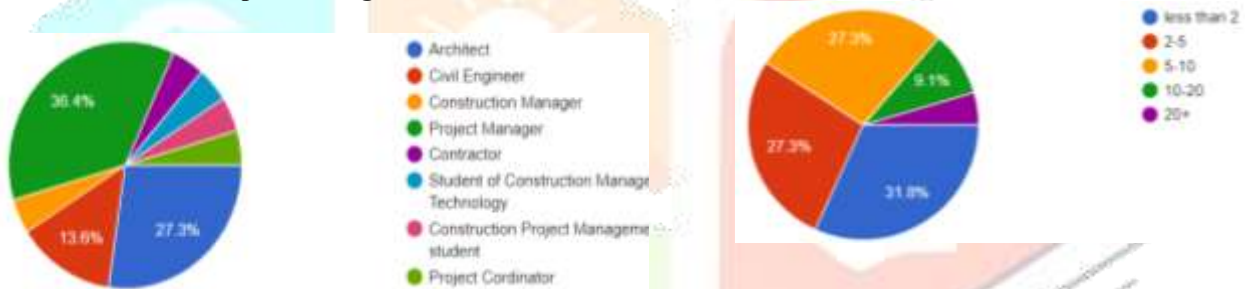 36.4%
13.6%
27.3%
Architect
Civil Engineer
Construction Manager
Project Manager
Contractor
Student of Construction Manage
Technology
Construction Project Manageme
student
Project Cordinator
27.3%
9.1%
27.3%
31.8%
less than 2
2-5
5-10
10-20
20+